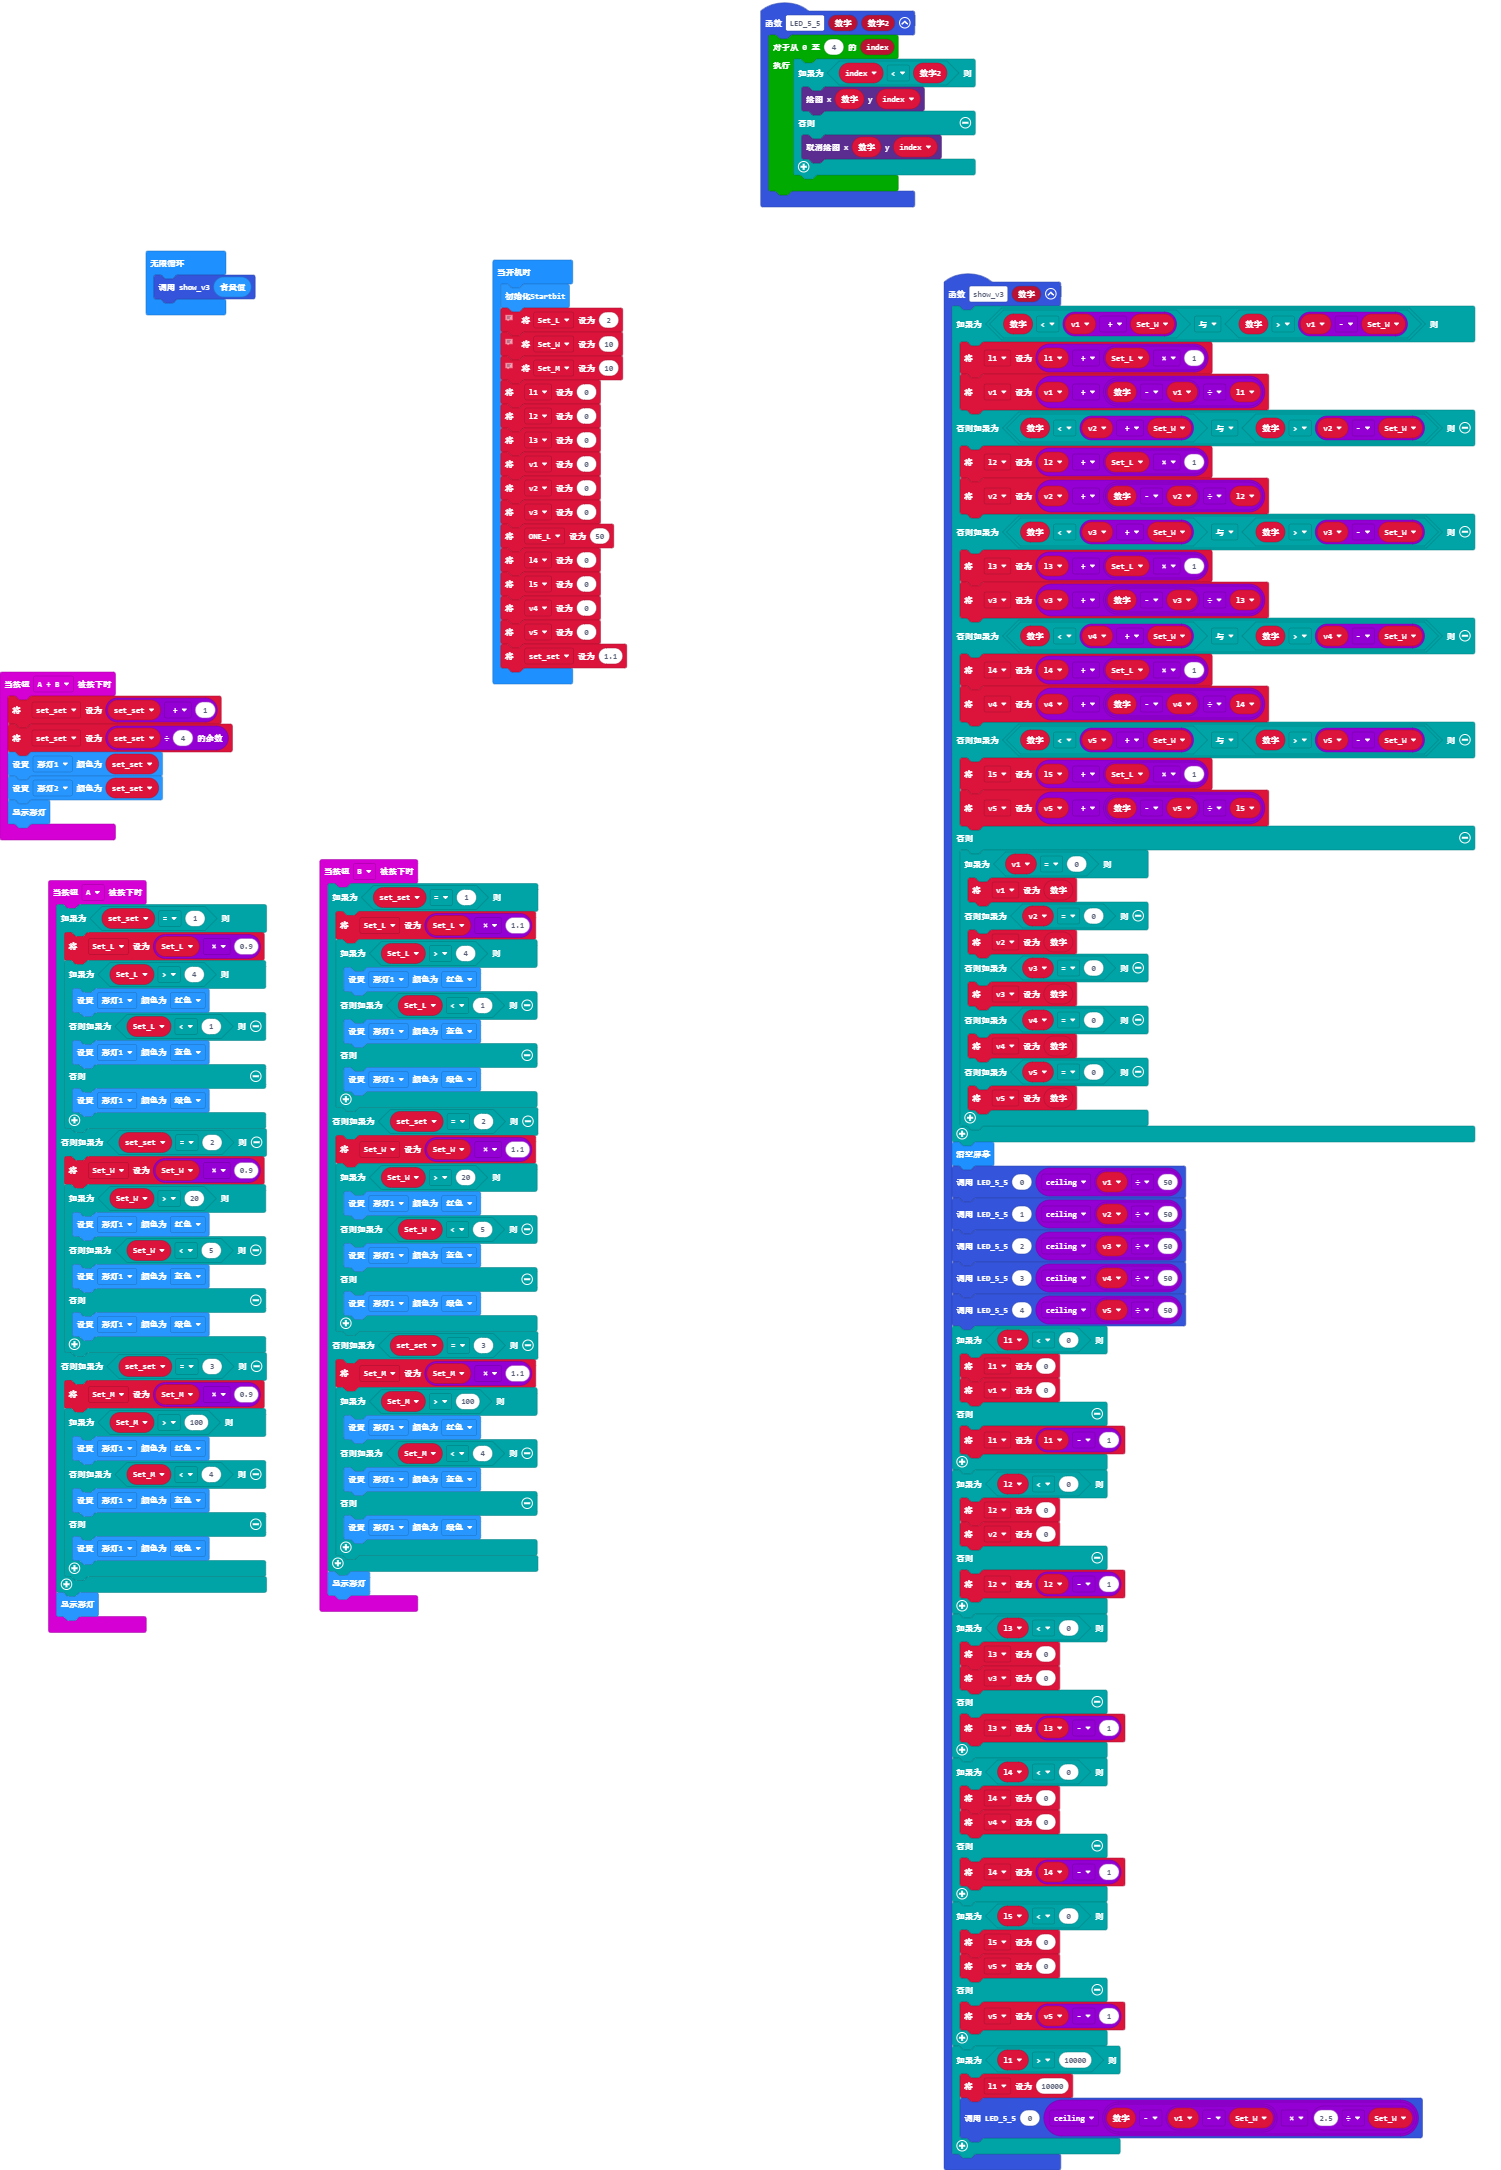 函数 LED_5_5 数字 数字2
对于从 0 至 4 的 index
执行
如果为 index < 数字2 则
绘图 x 数字 y index
否则
取消绘图 x 数字 y index
无限循环
调用 show_v3 音量值
当开机时
初始化Startbit
将 Set_L 设为 2
将 Set_W 设为 10
将 Set_M 设为 10
将 l1 设为 0
将 l2 设为 0
将 l3 设为 0
将 v1 设为 0
将 v2 设为 0
将 v3 设为 0
将 ONE_L 设为 50
将 l4 设为 0
将 l5 设为 0
将 v4 设为 0
将 v5 设为 0
将 set_set 设为 1.1
当按钮 A + B 被按下时
将 set_set 设为 set_set + 1
将 set_set 设为 set_set ÷ 4 的余数
设置 彩灯1 颜色为 set_set
设置 彩灯2 颜色为 set_set
显示彩灯
当按钮 A 被按下时
如果为 set_set = 1 则
将 Set_L 设为 Set_L × 0.9
如果为 Set_L > 4 则
设置 彩灯1 颜色为 红色
否则如果为 Set_L < 1 则
设置 彩灯1 颜色为 蓝色
否则
设置 彩灯1 颜色为 绿色
否则如果为 set_set = 2 则
将 Set_W 设为 Set_W × 0.9
如果为 Set_W > 20 则
设置 彩灯1 颜色为 红色
否则如果为 Set_W < 5 则
设置 彩灯1 颜色为 蓝色
否则
设置 彩灯1 颜色为 绿色
否则如果为 set_set = 3 则
将 Set_M 设为 Set_M × 0.9
如果为 Set_M > 100 则
设置 彩灯1 颜色为 红色
否则如果为 Set_M < 4 则
设置 彩灯1 颜色为 蓝色
否则
设置 彩灯1 颜色为 绿色
显示彩灯
当按钮 B 被按下时
如果为 set_set = 1 则
将 Set_L 设为 Set_L × 1.1
如果为 Set_L > 4 则
设置 彩灯1 颜色为 红色
否则如果为 Set_L < 1 则
设置 彩灯1 颜色为 蓝色
否则
设置 彩灯1 颜色为 绿色
否则如果为 set_set = 2 则
将 Set_W 设为 Set_W × 1.1
如果为 Set_W > 20 则
设置 彩灯1 颜色为 红色
否则如果为 Set_W < 5 则
设置 彩灯1 颜色为 蓝色
否则
设置 彩灯1 颜色为 绿色
否则如果为 set_set = 3 则
将 Set_M 设为 Set_M × 1.1
如果为 Set_M > 100 则
设置 彩灯1 颜色为 红色
否则如果为 Set_M < 4 则
设置 彩灯1 颜色为 蓝色
否则
设置 彩灯1 颜色为 绿色
显示彩灯
函数 show_v3 数字
如果为 数字 < v1 + Set_W 与 数字 > v1 - Set_W 则
将 l1 设为 l1 + Set_L × 1
将 v1 设为 v1 + 数字 - v1 ÷ l1
否则如果为 数字 < v2 + Set_W 与 数字 > v2 - Set_W 则
将 l2 设为 l2 + Set_L × 1
将 v2 设为 v2 + 数字 - v2 ÷ l2
否则如果为 数字 < v3 + Set_W 与 数字 > v3 - Set_W 则
将 l3 设为 l3 + Set_L × 1
将 v3 设为 v3 + 数字 - v3 ÷ l3
否则如果为 数字 < v4 + Set_W 与 数字 > v4 - Set_W 则
将 l4 设为 l4 + Set_L × 1
将 v4 设为 v4 + 数字 - v4 ÷ l4
否则如果为 数字 < v5 + Set_W 与 数字 > v5 - Set_W 则
将 l5 设为 l5 + Set_L × 1
将 v5 设为 v5 + 数字 - v5 ÷ l5
否则
如果为 v1 = 0 则
将 v1 设为 数字
否则如果为 v2 = 0 则
将 v2 设为 数字
否则如果为 v3 = 0 则
将 v3 设为 数字
否则如果为 v4 = 0 则
将 v4 设为 数字
否则如果为 v5 = 0 则
将 v5 设为 数字
清空屏幕
调用 LED_5_5 0 ceiling v1 ÷ 50
调用 LED_5_5 1 ceiling v2 ÷ 50
调用 LED_5_5 2 ceiling v3 ÷ 50
调用 LED_5_5 3 ceiling v4 ÷ 50
调用 LED_5_5 4 ceiling v5 ÷ 50
如果为 l1 < 0 则
将 l1 设为 0
将 v1 设为 0
否则
将 l1 设为 l1 - 1
如果为 l2 < 0 则
将 l2 设为 0
将 v2 设为 0
否则
将 l2 设为 l2 - 1
如果为 l3 < 0 则
将 l3 设为 0
将 v3 设为 0
否则
将 l3 设为 l3 - 1
如果为 l4 < 0 则
将 l4 设为 0
将 v4 设为 0
否则
将 l4 设为 l4 - 1
如果为 l5 < 0 则
将 l5 设为 0
将 v5 设为 0
否则
将 v5 设为 v5 - 1
如果为 l1 > 10000 则
将 l1 设为 10000
调用 LED_5_5 0 ceiling 数字 - v1 - Set_W × 2.5 ÷ Set_W